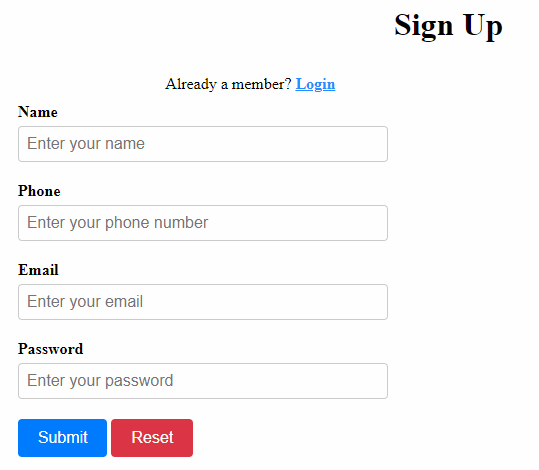 Sign Up
Already a member? Login
Name
Enter your name
Phone
Enter your phone number
Email
Enter your email
Password
Enter your password
Submit Reset